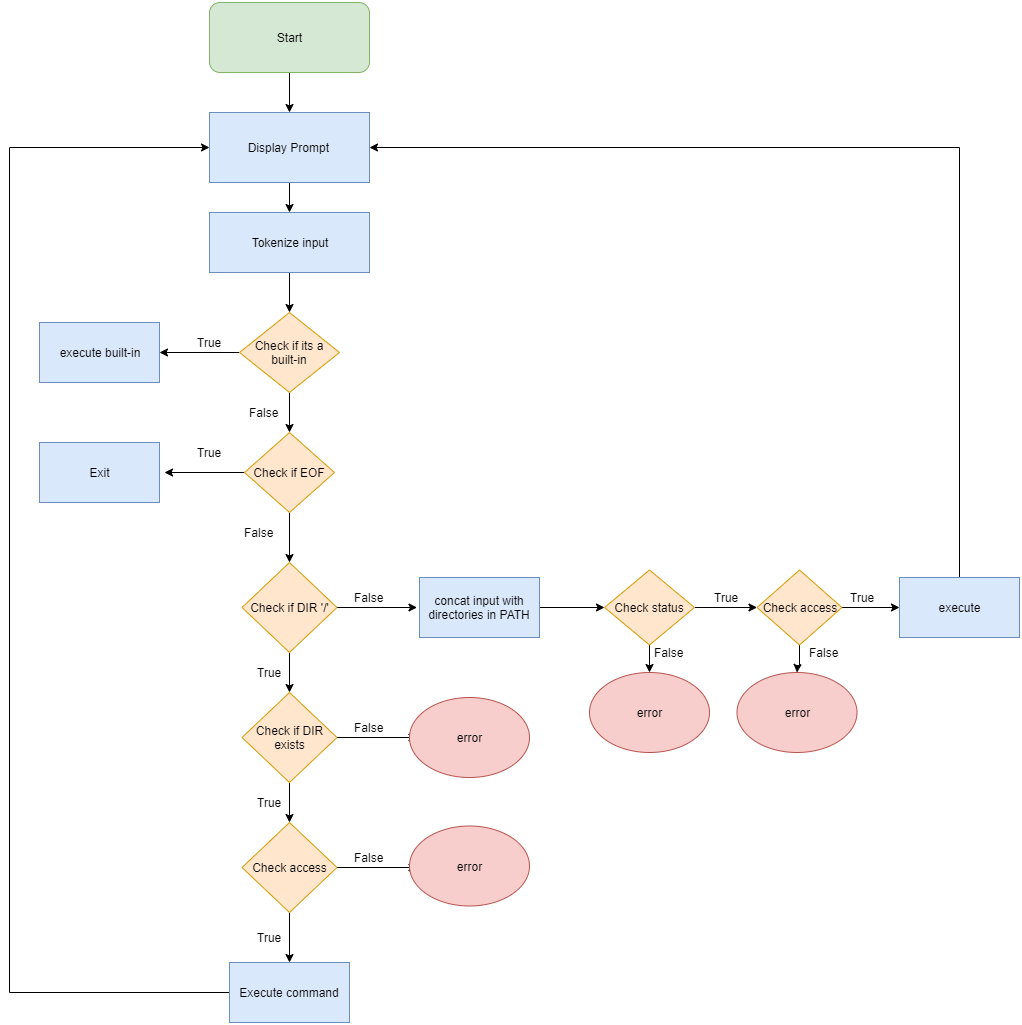 Start
Display Prompt
Tokenize input
True
Check if its a
built-in
execute built-in
False
True
Check if EOF
Exit
False
Check if DIR '/'
False
concat input with
directories in PATH
Check status
True
Check access
True
execute
False
False
True
error
error
Check if DIR
exists
False
error
True
Check access
False
error
True
Execute command